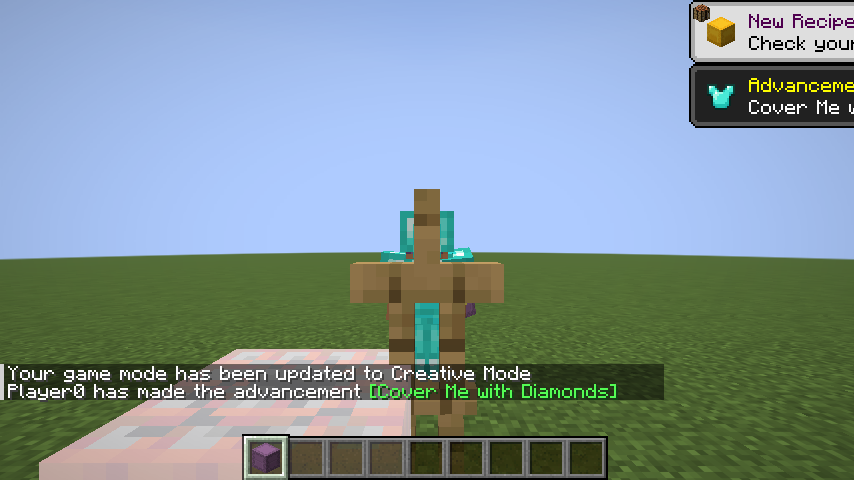 New Recipe
Check your
Advanceme
Cover Me w
Your game mode has been updated to Creative Mode
Player0 has made the advancement [Cover Me with Diamonds]